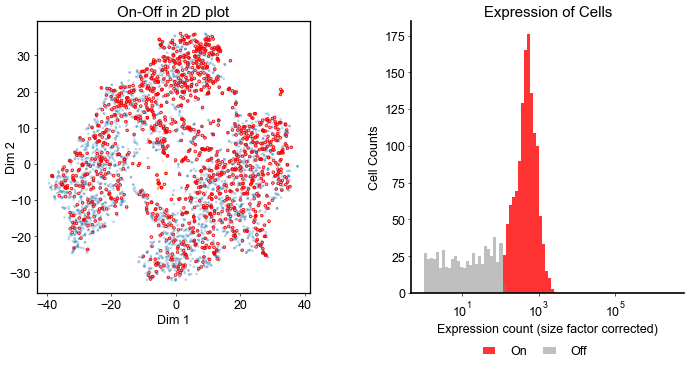 On-Off in 2D plot
Dim 2
30
20
10
0
−10
−20
−30
−40
−20
0
20
40
Dim 1
Expression of Cells
Cell Counts
175
150
125
100
75
50
25
0
10^1
10^3
10^5
Expression count (size factor corrected)
On
Off